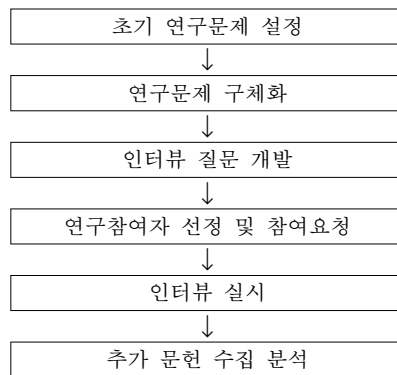 초기 연구문제 설정
↓
연구문제 구체화
↓
인터뷰 질문 개발
↓
연구참여자 선정 및 참여요청
↓
인터뷰 실시
↓
추가 문헌 수집 분석